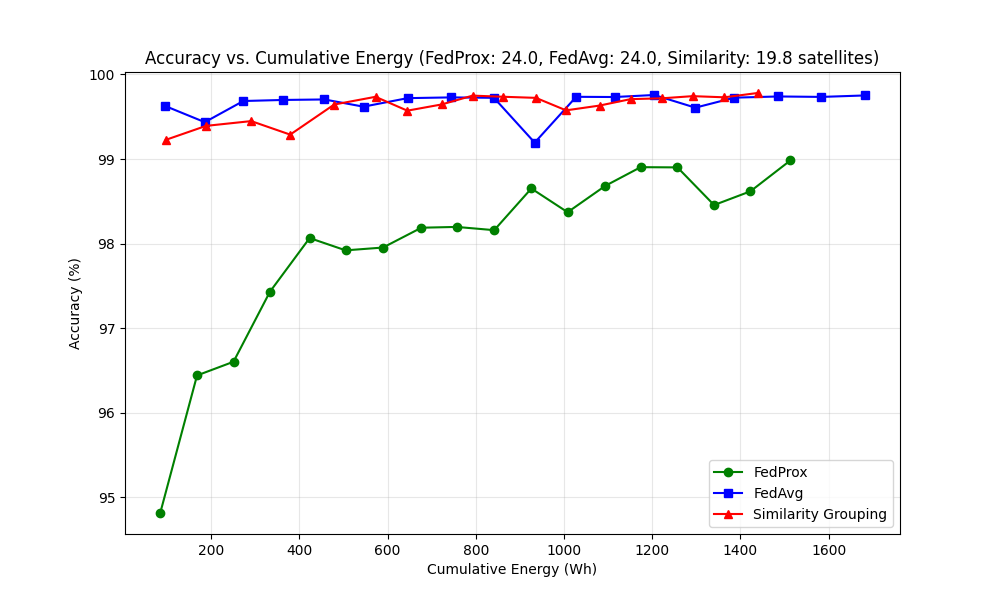 Accuracy vs. Cumulative Energy (FedProx: 24.0, FedAvg: 24.0, Similarity: 19.8 satellites)
Accuracy (%)
100
99
98
97
96
95
200 400 600 800 1000 1200 1400 1600
Cumulative Energy (Wh)
FedProx
FedAvg
Similarity Grouping